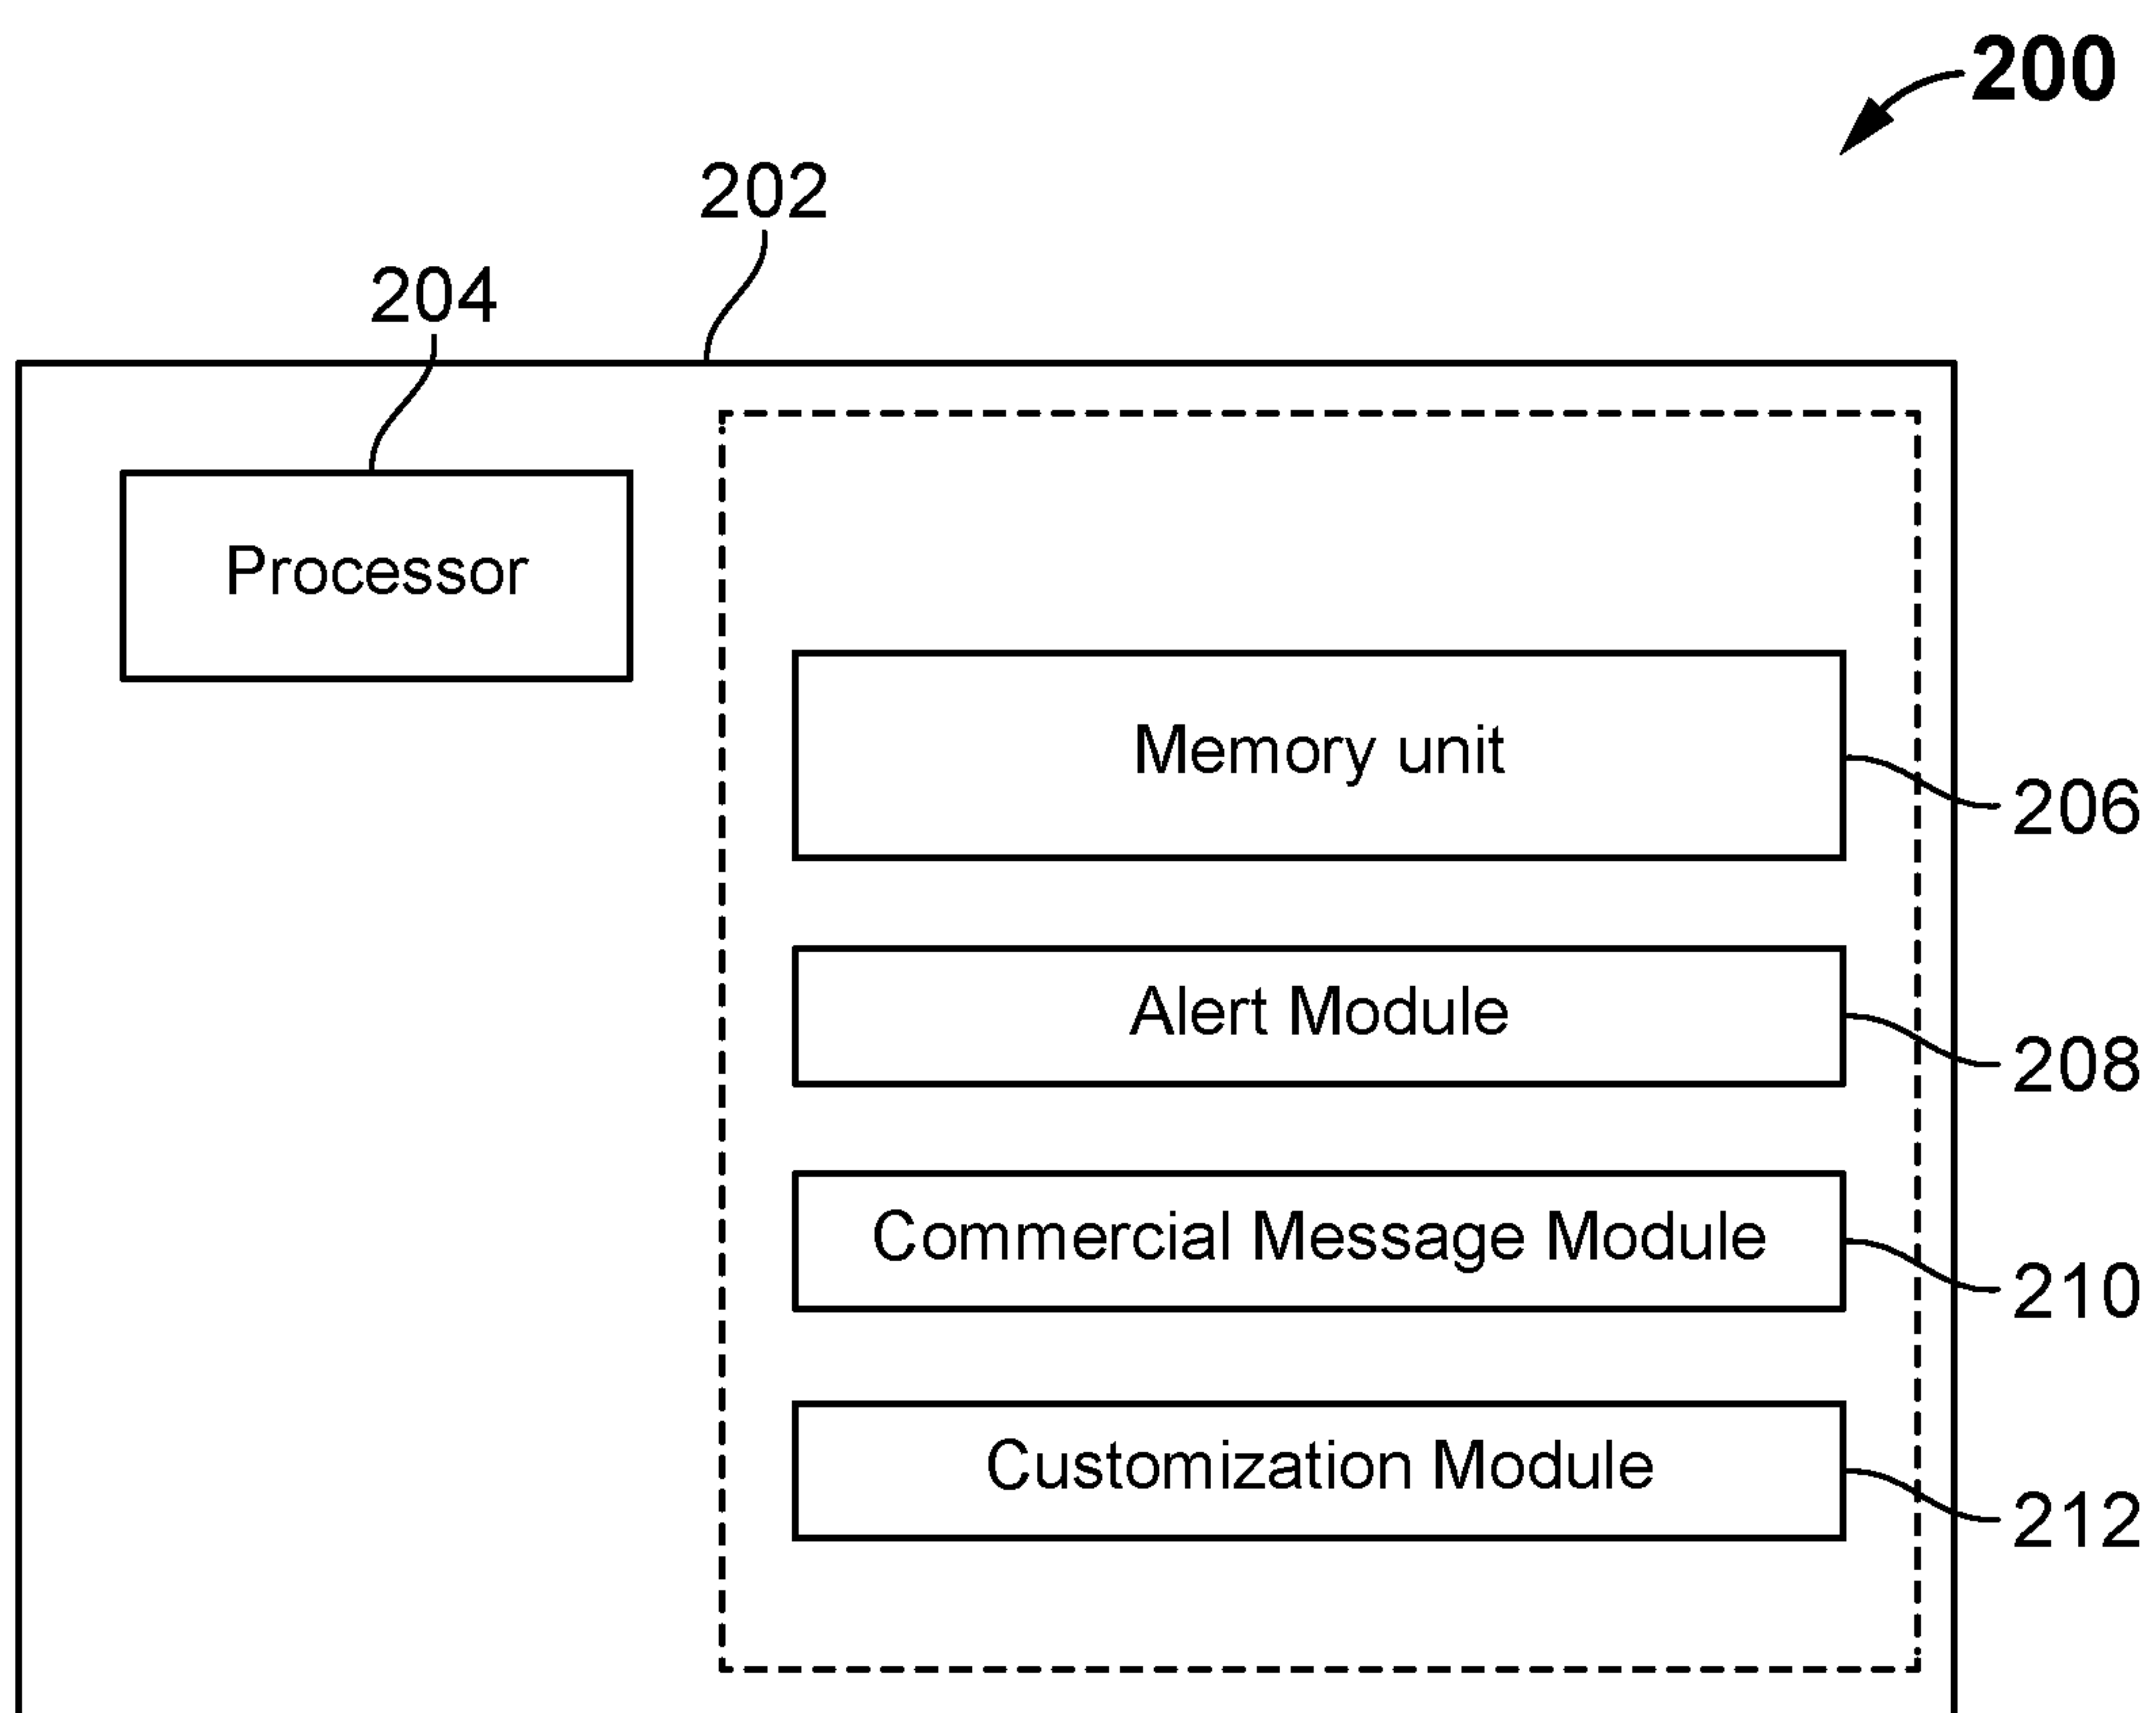 200
202
204
Processor
Memory unit
206
Alert Module
208
Commercial Message Module
210
Customization Module
212